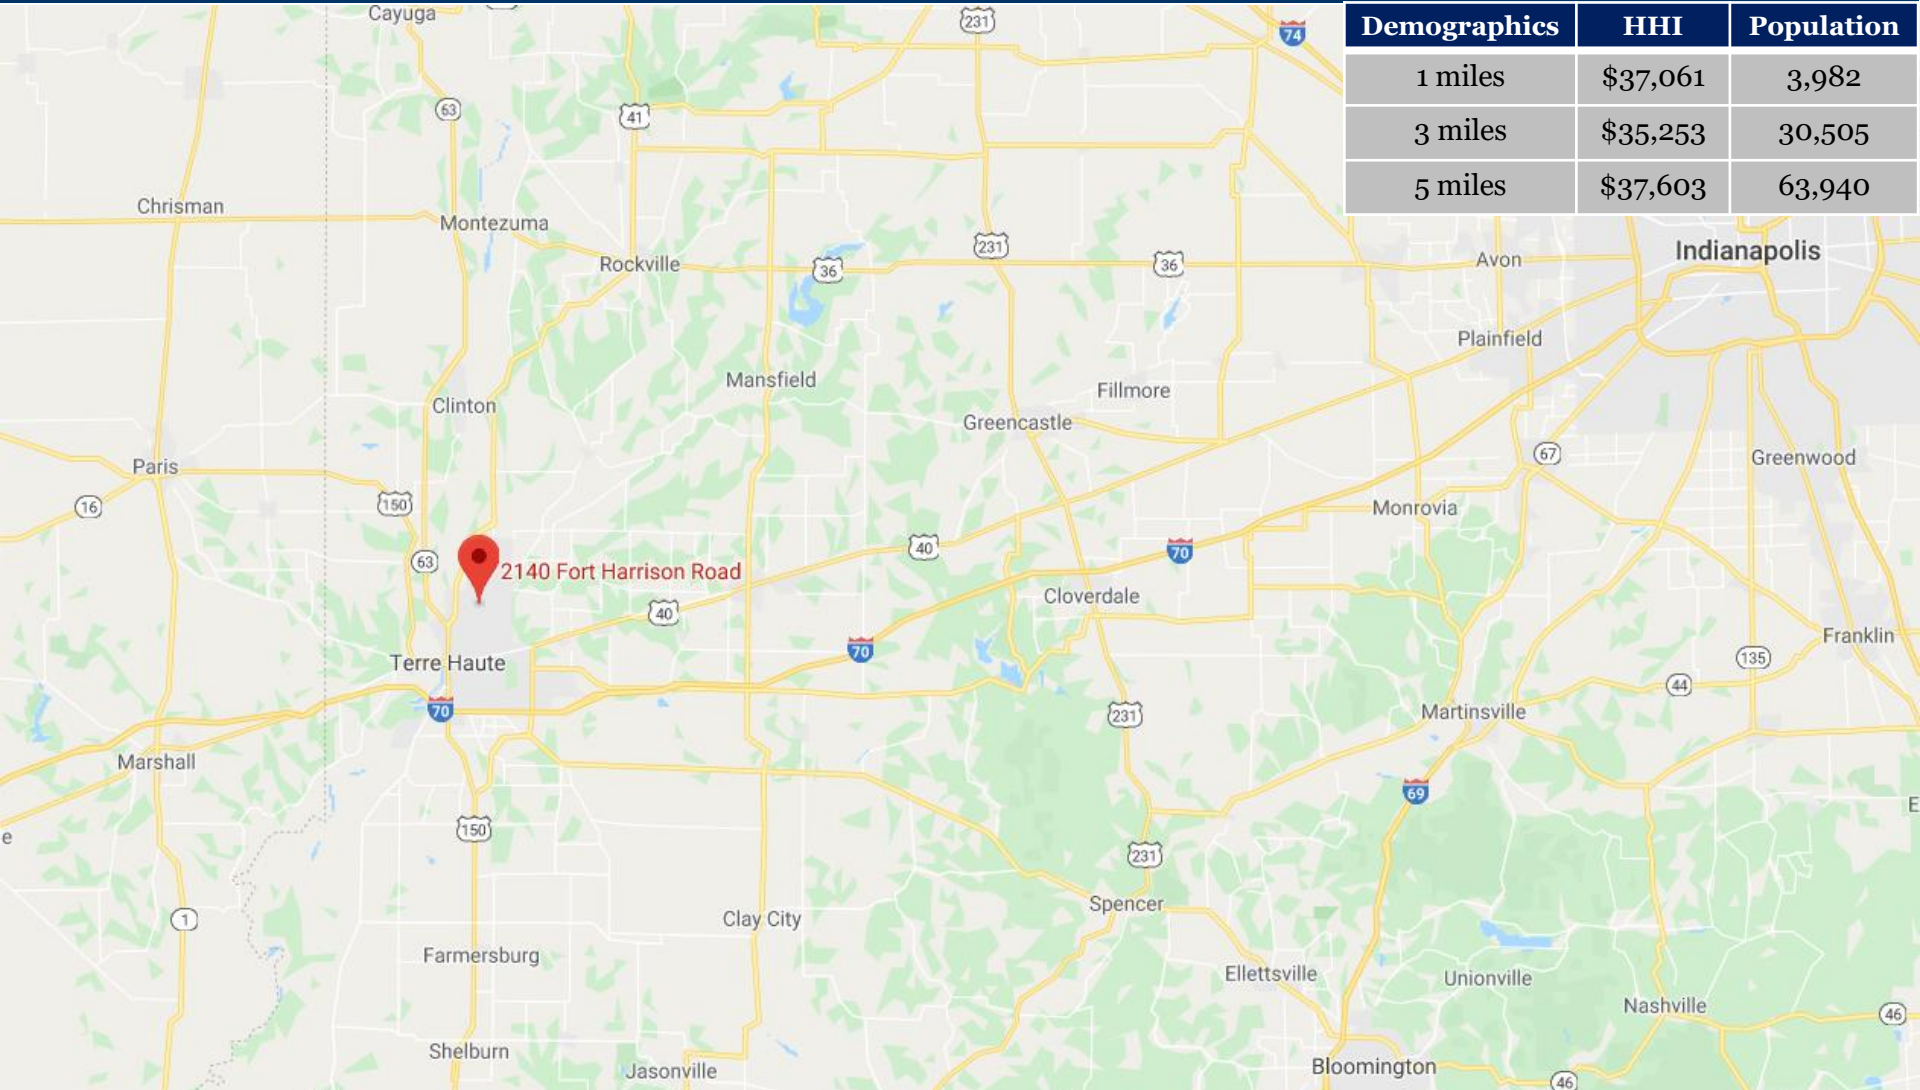 Demographics HHI Population
1 miles $37,061 3,982
3 miles $35,253 30,505
5 miles $37,603 63,940
Cayuga
231
74
63
41
Chrisman
Montezuma
231
Rockville
36
36
Avon
Indianapolis
Plainfield
Mansfield
Fillmore
Clinton
Greencastle
Paris
67
Greenwood
16
150
Monrovia
63
2140 Fort Harrison Road
40
70
Cloverdale
40
Franklin
70
135
Terre Haute
44
70
231
Martinsville
Marshall
69
E
150
e
231
Spencer
1
Clay City
Farmersburg
Ellettsville
Unionville
Nashville
46
Shelburn
Jasonville
Bloomington
46